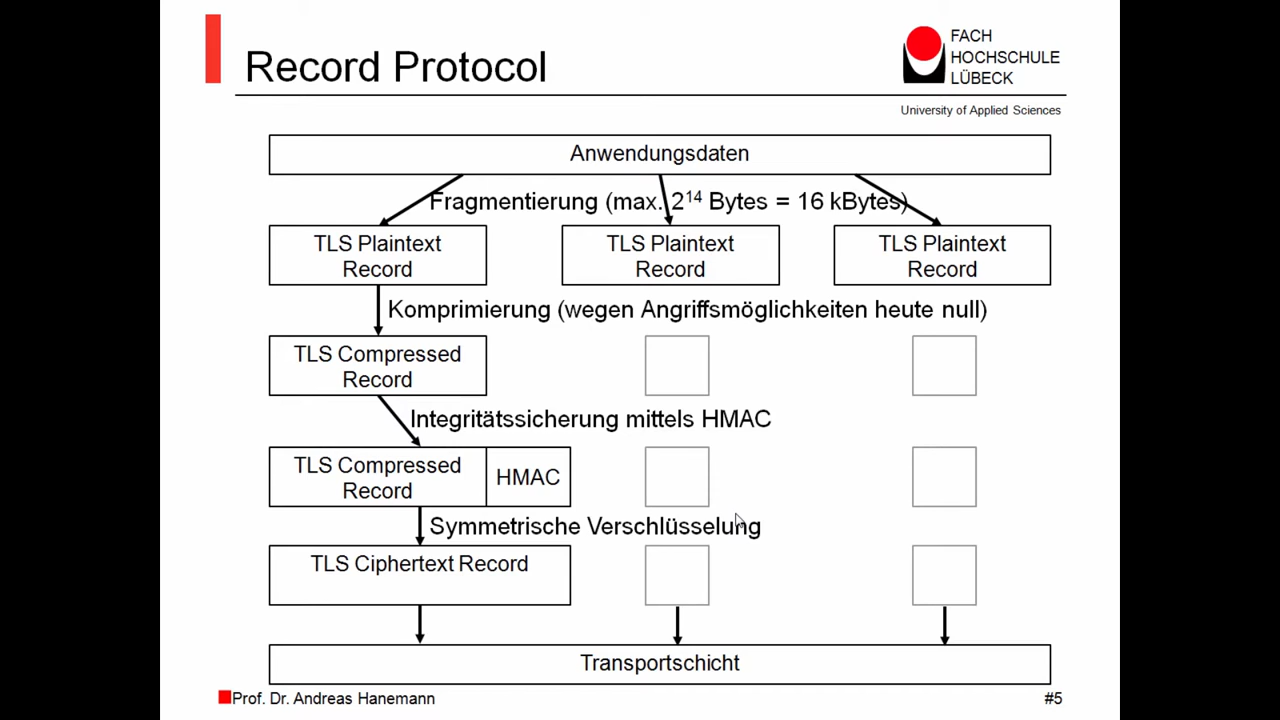 Record Protocol
FACH
HOCHSCHULE
LÜBECK
University of Applied Sciences
Anwendungsdaten
Fragmentierung (max. 2¹⁴ Bytes = 16 kBytes)
TLS Plaintext
Record
TLS Plaintext
Record
TLS Plaintext
Record
Komprimierung (wegen Angriffsmöglichkeiten heute null)
TLS Compressed
Record
Integritätssicherung mittels HMAC
TLS Compressed
Record
HMAC
Symmetrische Verschlüsselung
TLS Ciphertext Record
Transportschicht
Prof. Dr. Andreas Hanemann
#5